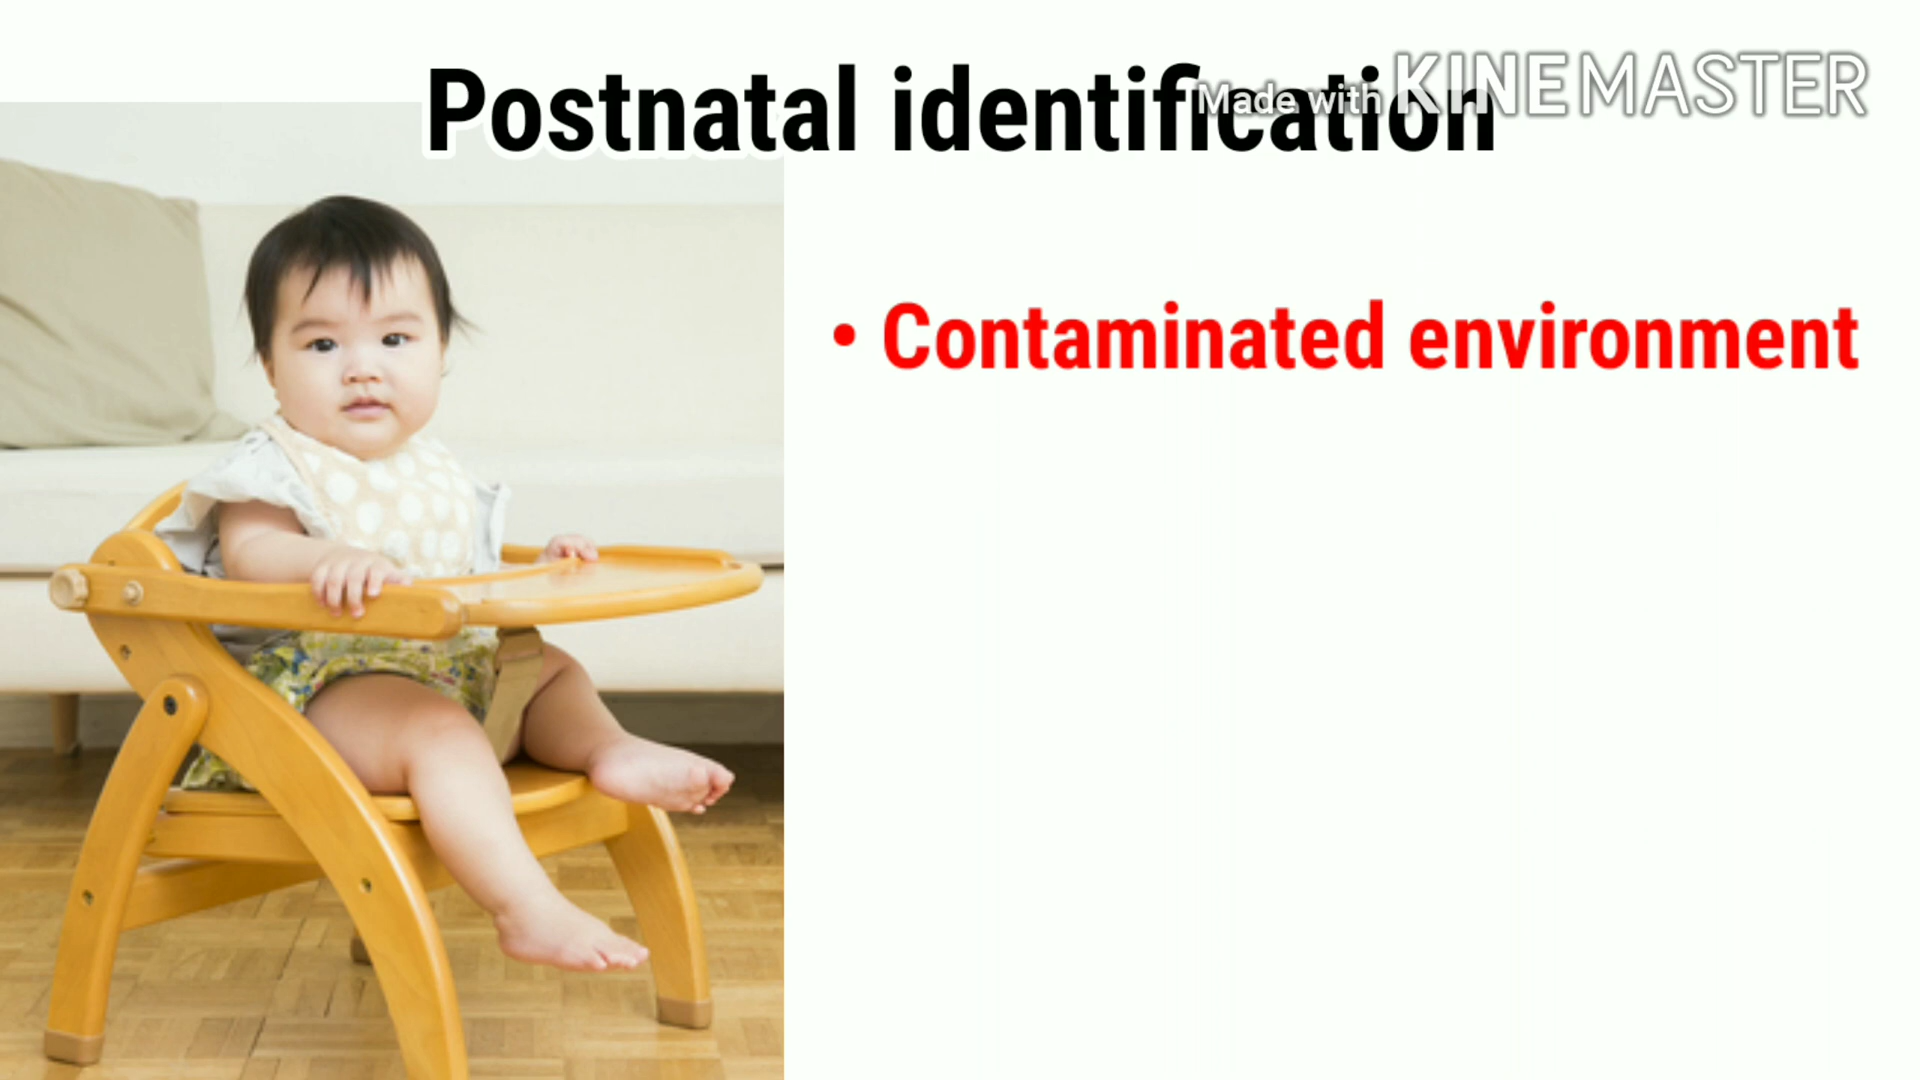 Postnatal identification
Made with KINEMASTER
• Contaminated environment